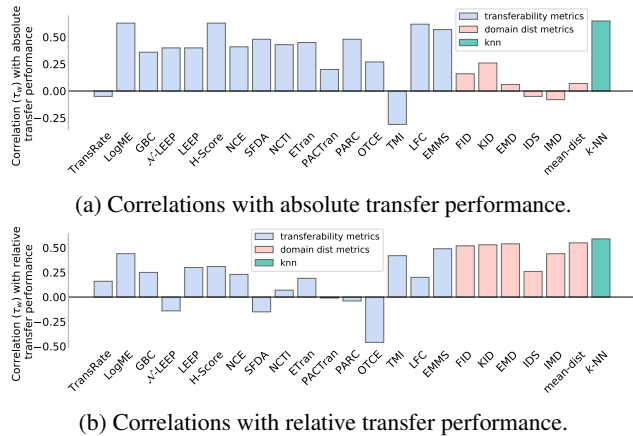 Correlation (τw) with absolute
transfer performance
0.50
0.25
0.00
−0.25
transferability metrics
domain dist metrics
knn
TransRate
LogME
GBC
𝒩-LEEP
LEEP
H-Score
NCE
SFDA
NCTI
ETran
PACTran
PARC
OTCE
TMI
LFC
EMMS
FID
KID
EMD
IDS
IMD
mean-dist
k-NN
(a) Correlations with absolute transfer performance.
Correlation (τw) with relative
transfer performance
0.50
0.25
0.00
−0.25
−0.50
transferability metrics
domain dist metrics
knn
TransRate
LogME
GBC
𝒩-LEEP
LEEP
H-Score
NCE
SFDA
NCTI
ETran
PACTran
PARC
OTCE
TMI
LFC
EMMS
FID
KID
EMD
IDS
IMD
mean-dist
k-NN
(b) Correlations with relative transfer performance.